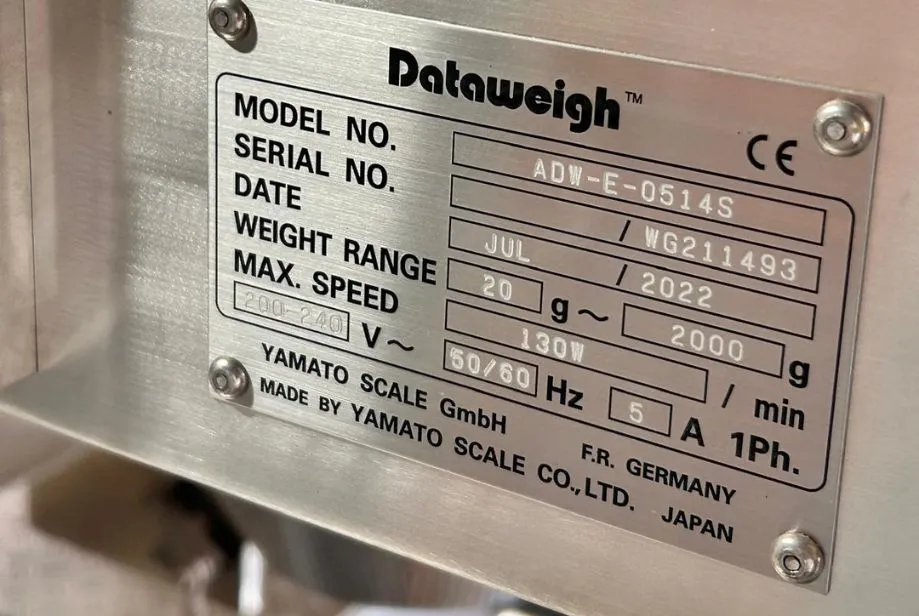 Dataweigh™
CE
MODEL NO. ADW-E-0514S
SERIAL NO. / WG211493
DATE JUL / 2022
WEIGHT RANGE 20 g~ 2000 g
MAX. SPEED 130W / min
200-240 V~ 50/60 Hz 5 A 1Ph.
YAMATO SCALE GmbH F.R. GERMANY
MADE BY YAMATO SCALE CO.,LTD. JAPAN